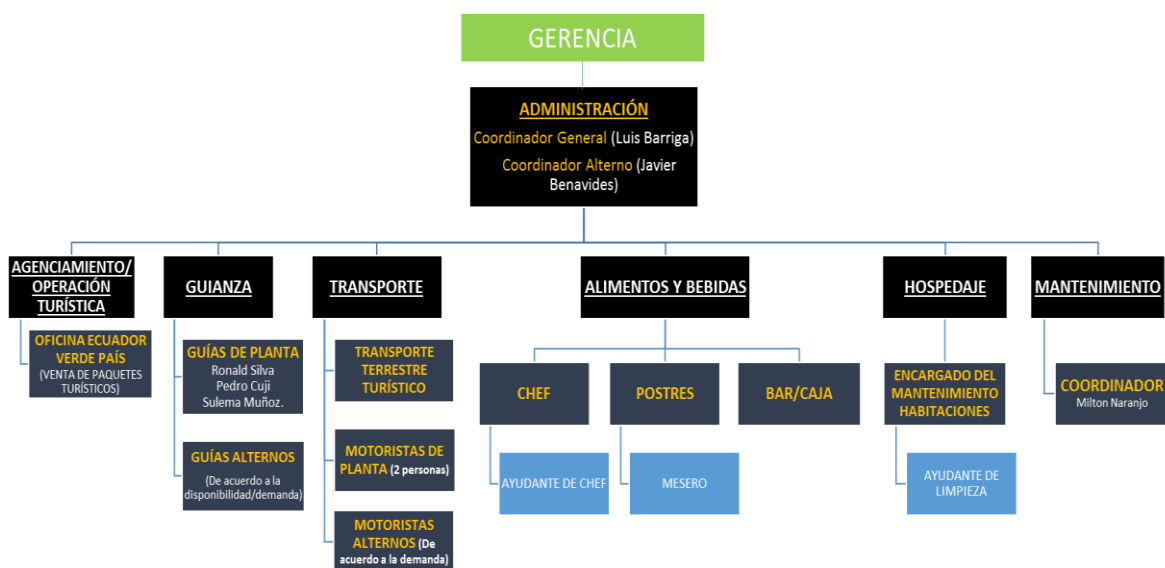 GERENCIA
ADMINISTRACIÓN
Coordinador General (Luis Barriga)
Coordinador Alterno (Javier
Benavides)
AGENCIAMIENTO/
OPERACIÓN
TURÍSTICA
GUIANZA
TRANSPORTE
ALIMENTOS Y BEBIDAS
HOSPEDAJE
MANTENIMIENTO
OFICINA ECUADOR
VERDE PAÍS
(VENTA DE PAQUETES
TURÍSTICOS)
GUÍAS DE PLANTA
Ronald Silva
Pedro Cuji
Sulema Muñoz.
TRANSPORTE
TERRESTRE
TURÍSTICO
CHEF
POSTRES
BAR/CAJA
ENCARGADO DEL
MANTENIMIENTO
HABITACIONES
COORDINADOR
Milton Naranjo
GUÍAS ALTERNOS
(De acuerdo a la
disponibilidad/demanda)
MOTORISTAS DE
PLANTA (2 personas)
AYUDANTE DE CHEF
MESERO
AYUDANTE DE
LIMPIEZA
MOTORISTAS
ALTERNOS (De
acuerdo a la demanda)